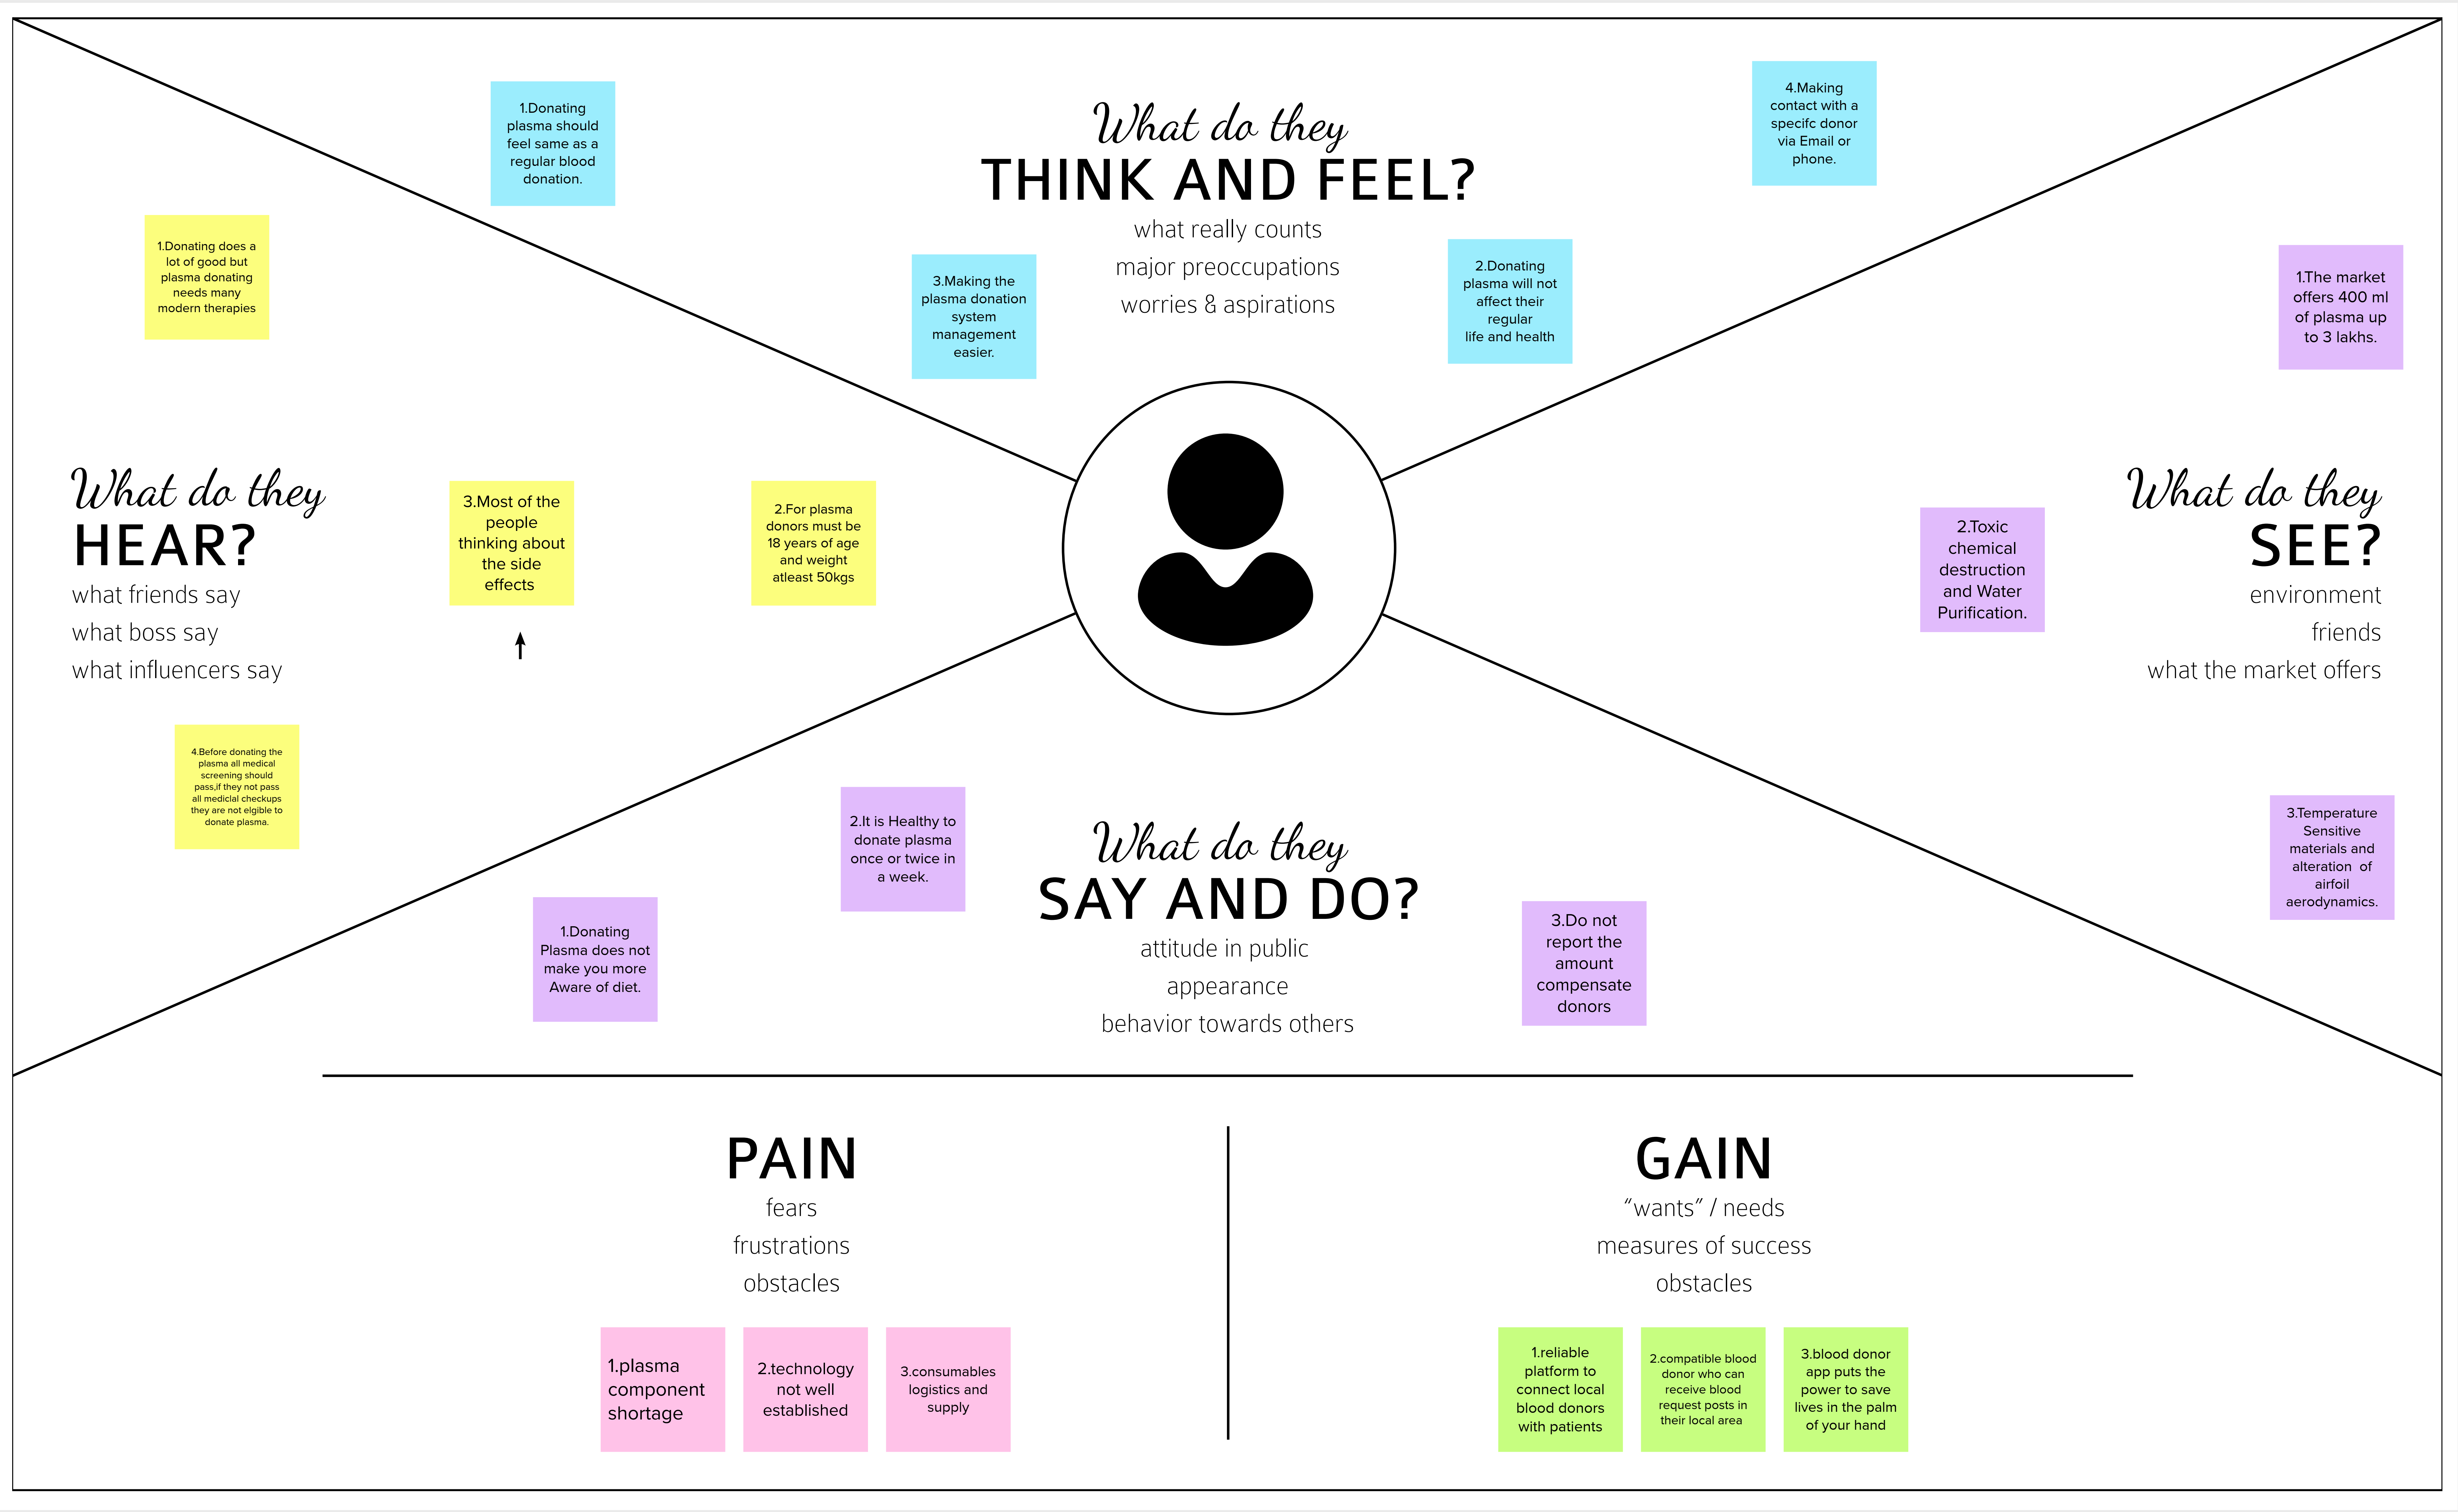 What do they
THINK AND FEEL?
what really counts
major preoccupations
worries & aspirations
1.Donating
plasma should
feel same as a
regular blood
donation.
3.Making the
plasma donation
system
management
easier.
2.Donating
plasma will not
affect their
regular
life and health
4.Making
contact with a
specifc donor
via Email or
phone.
What do they
HEAR?
what friends say
what boss say
what influencers say
1.Donating does a
lot of good but
plasma donating
needs many
modern therapies
3.Most of the
people
thinking about
the side
effects
2.For plasma
donors must be
18 years of age
and weight
atleast 50kgs
4.Before donating the
plasma all medical
screening should
pass,if they not pass
all mediclal checkups
they are not elgible to
donate plasma.
What do they
SEE?
environment
friends
what the market offers
1.The market
offers 400 ml
of plasma up
to 3 lakhs.
2.Toxic
chemical
destruction
and Water
Purification.
3.Temperature
Sensitive
materials and
alteration of
airfoil
aerodynamics.
What do they
SAY AND DO?
attitude in public
appearance
behavior towards others
1.Donating
Plasma does not
make you more
Aware of diet.
2.It is Healthy to
donate plasma
once or twice in
a week.
3.Do not
report the
amount
compensate
donors
PAIN
fears
frustrations
obstacles
1.plasma
component
shortage
2.technology
not well
established
3.consumables
logistics and
supply
GAIN
“wants” / needs
measures of success
obstacles
1.reliable
platform to
connect local
blood donors
with patients
2.compatible blood
donor who can
receive blood
request posts in
their local area
3.blood donor
app puts the
power to save
lives in the palm
of your hand